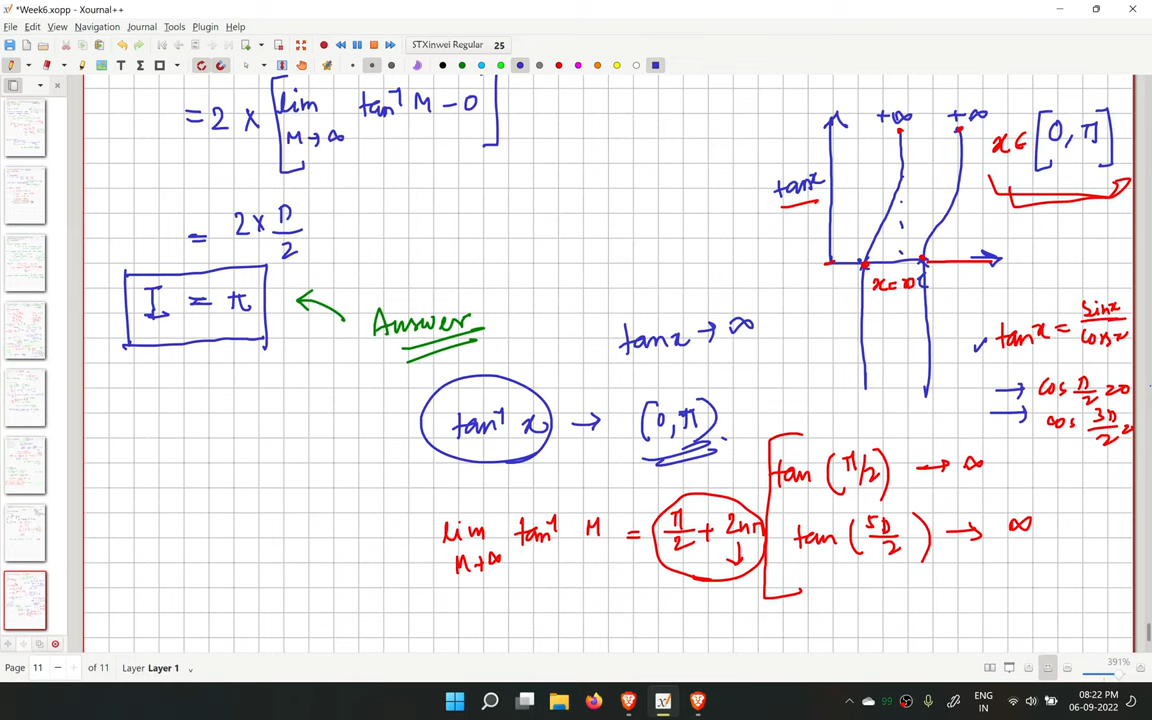 *Week6.xopp - Xournal++
File Edit View Navigation Journal Tools Plugin Help
STXinwei Regular 25
= 2 × [ lim tan⁻¹ M - 0 ]
M→∞
= 2 × π/2
I = π
Answer
tan x → ∞
tan⁻¹ x → (0, π)
lim tan⁻¹ M = π/2 + 2nπ
M→∞
+∞ +∞
x ∈ [0, π]
tanx
tan x = sin x / cos x
→ cos π/2 = 0
→ cos 3π/2 =
tan (π/2) → ∞
tan (5π/2) → ∞
Page 11 of 11 Layer Layer 1
391%
99 ENG IN 08:22 PM 06-09-2022